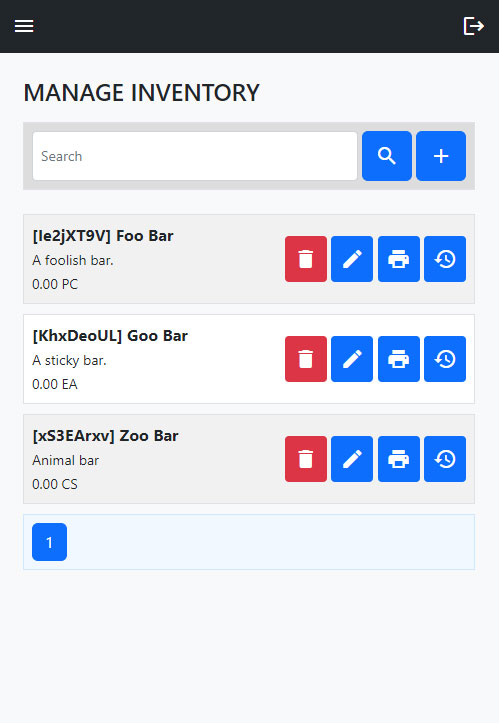 MANAGE INVENTORY
Search
[Ie2jXT9V] Foo Bar
A foolish bar.
0.00 PC
[KhxDeoUL] Goo Bar
A sticky bar.
0.00 EA
[xS3EArxv] Zoo Bar
Animal bar
0.00 CS
1